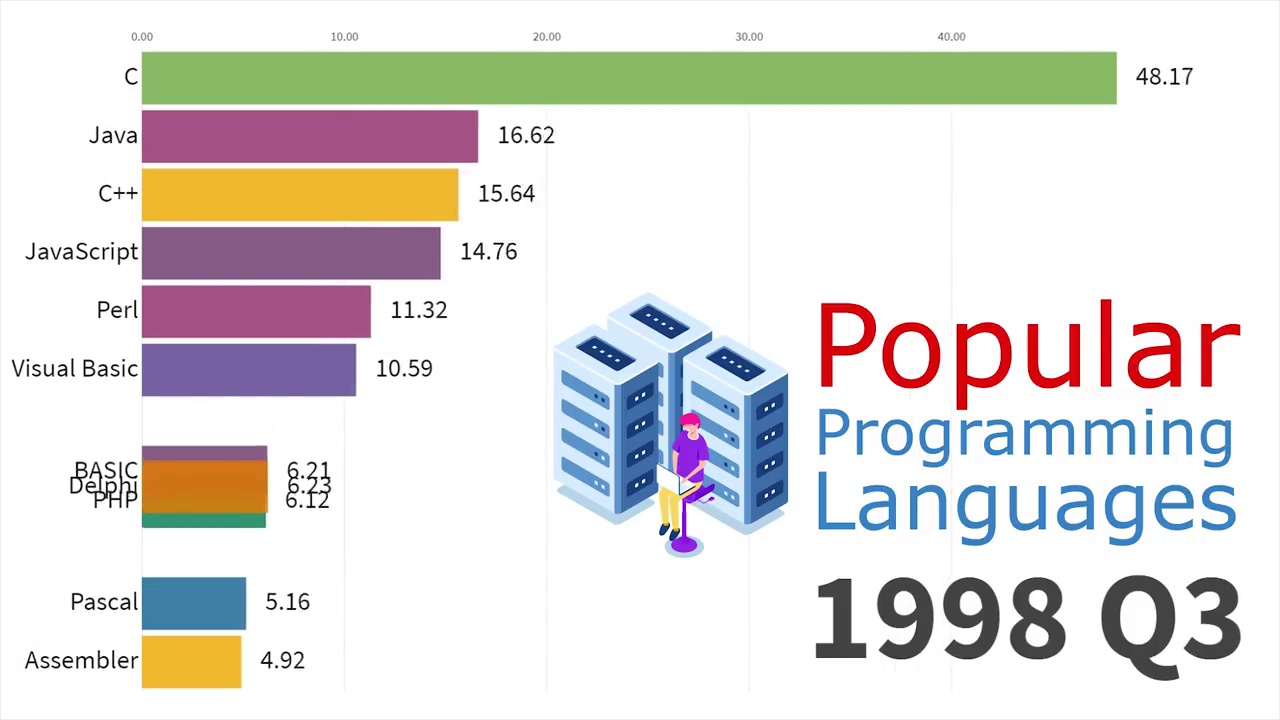 0.00 10.00 20.00 30.00 40.00
C 48.17
Java 16.62
C++ 15.64
JavaScript 14.76
Perl 11.32
Visual Basic 10.59
BASIC 6.21
Delphi 6.23
PHP 6.12
Pascal 5.16
Assembler 4.92
Popular
Programming
Languages
1998 Q3